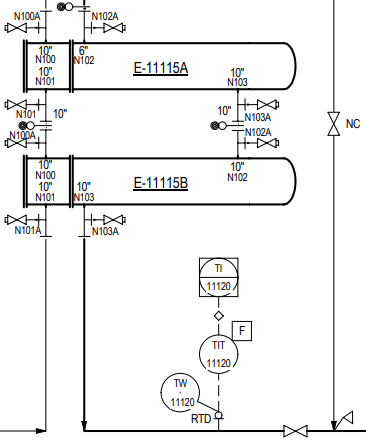 N100A
N102A
10"
N100
10"
N101
6"
N102
E-11115A
10"
N103
N101
10"
N100A
10"
N103A
N102A
10"
N100
10"
N101
10"
N103
E-11115B
10"
N102
N101A
N103A
NC
TI
11120
F
TIT
11120
TW
11120
RTD